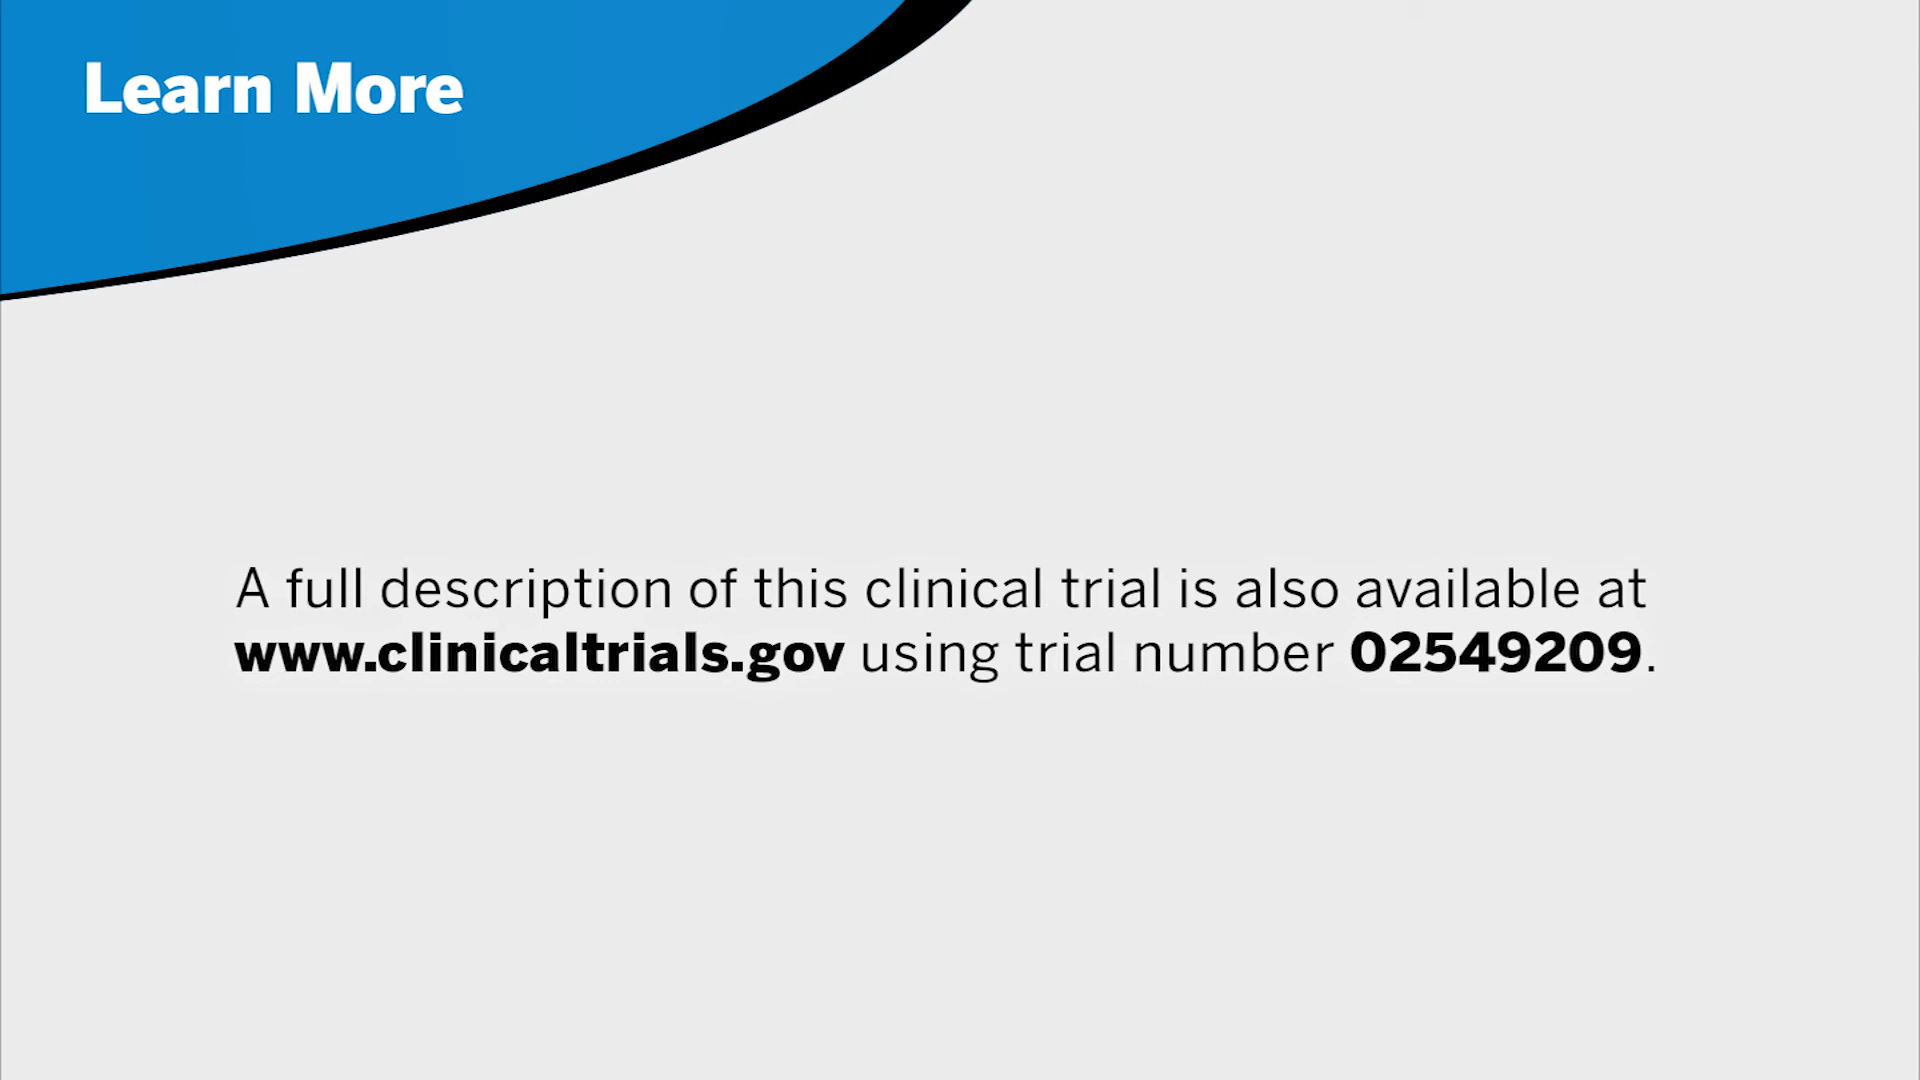 Learn More
A full description of this clinical trial is also available at
www.clinicaltrials.gov using trial number 02549209.